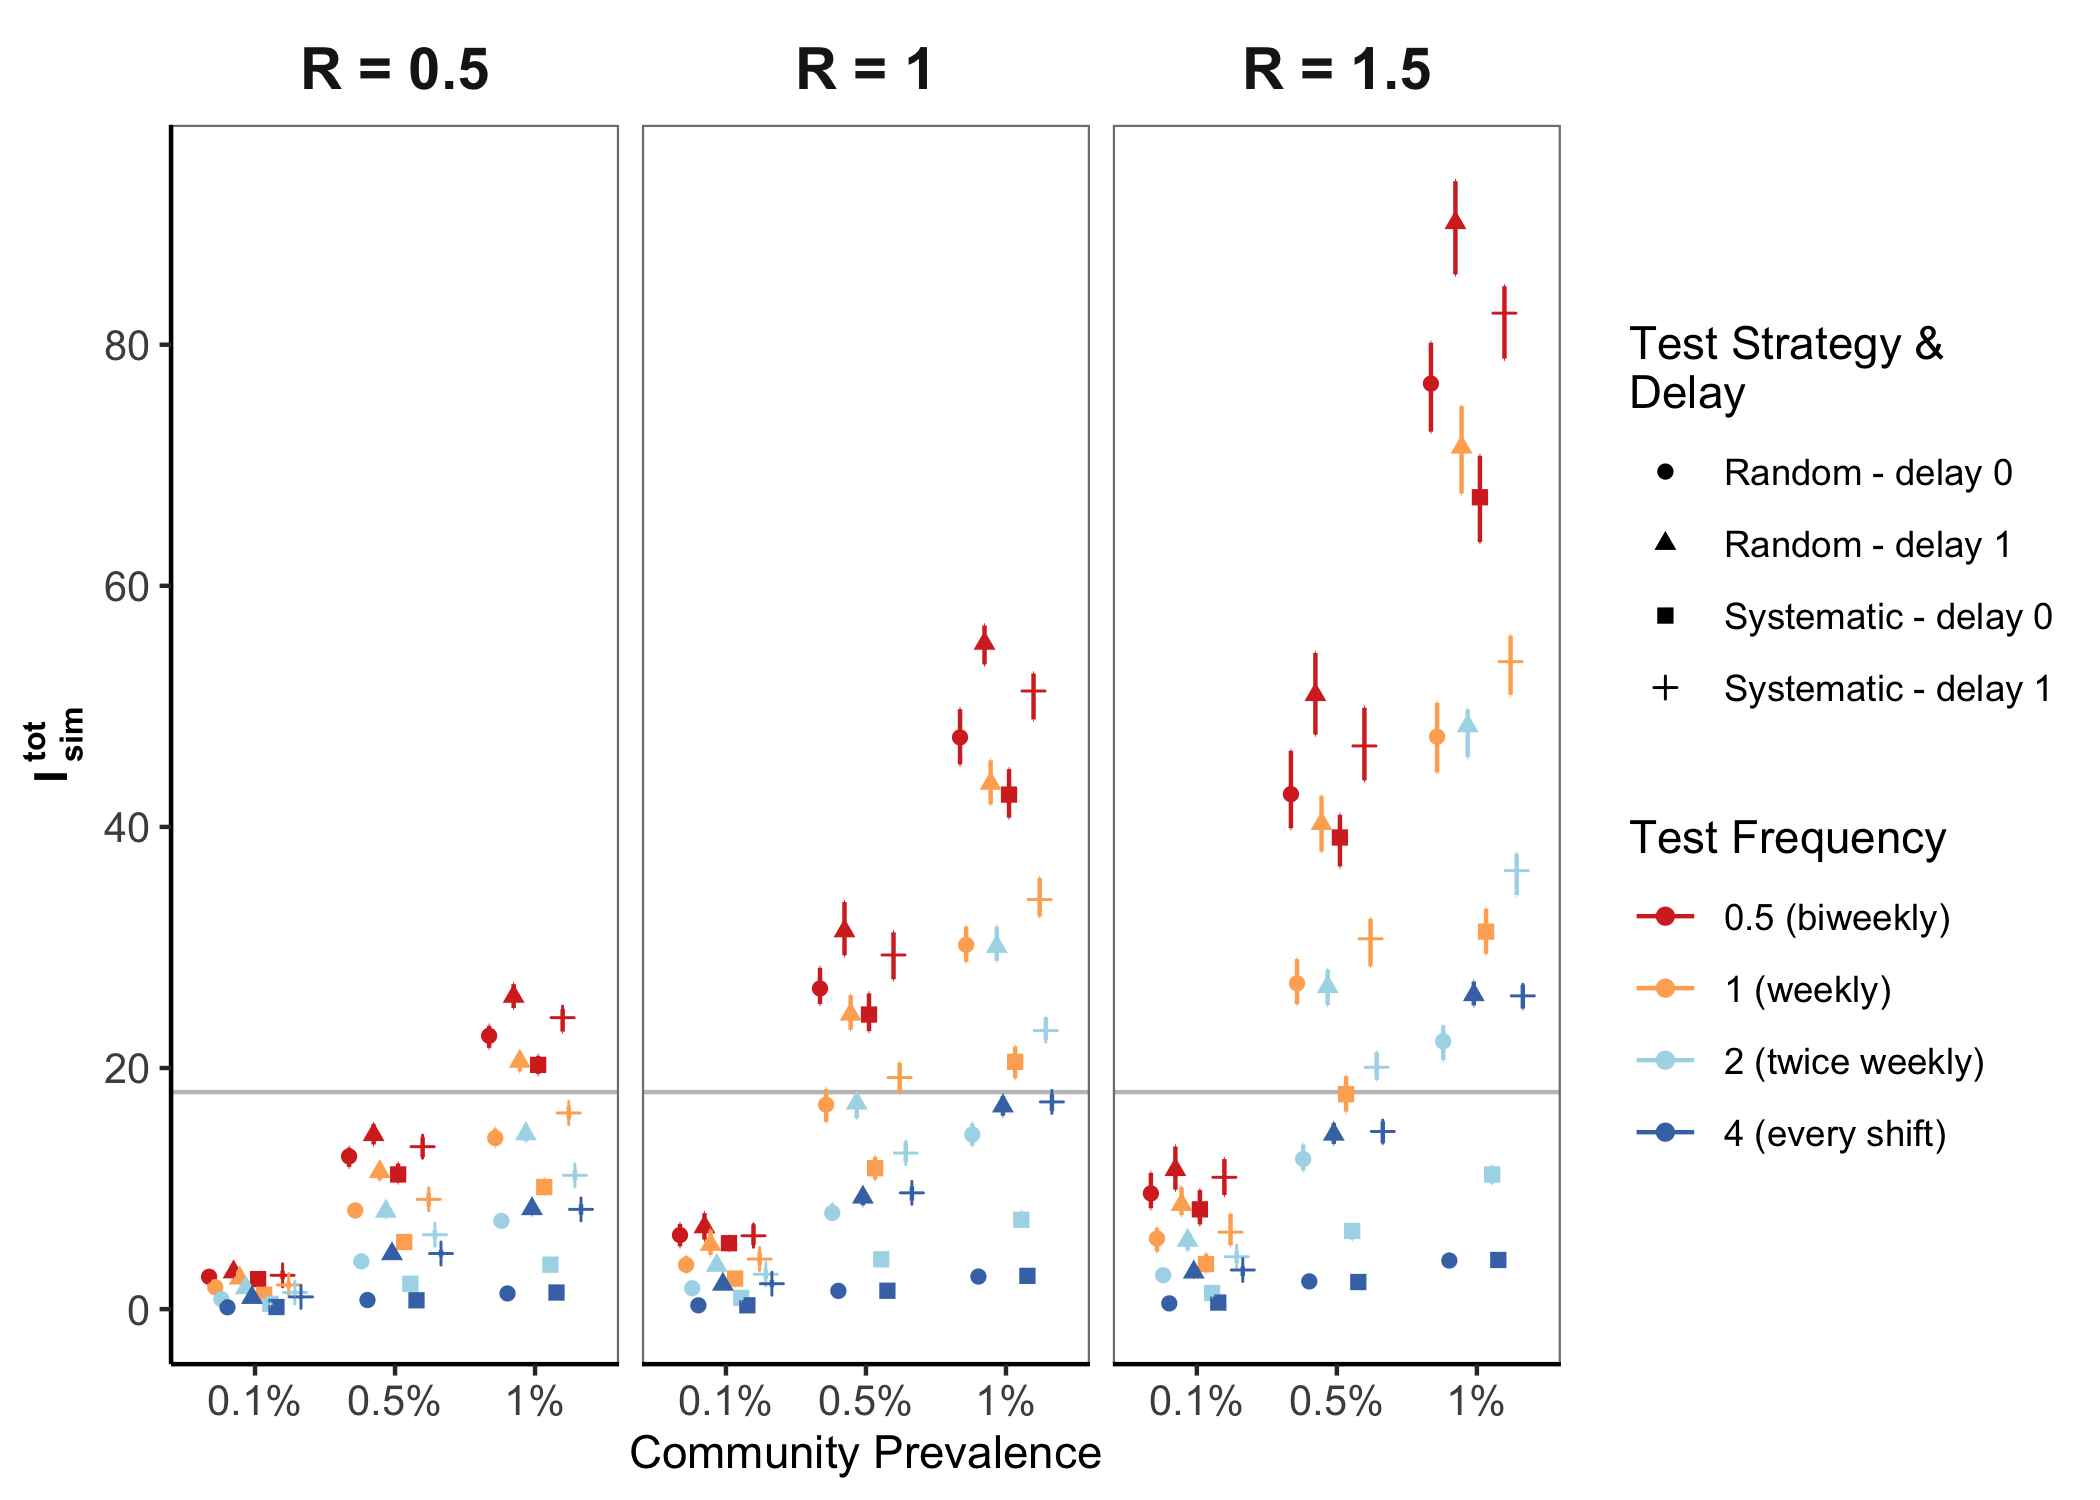 R = 0.5
R = 1
R = 1.5
80
60
40
20
0
I tot sim
0.1%
0.5%
1%
0.1%
0.5%
1%
0.1%
0.5%
1%
Community Prevalence
Test Strategy &
Delay
Random - delay 0
Random - delay 1
Systematic - delay 0
Systematic - delay 1
Test Frequency
0.5 (biweekly)
1 (weekly)
2 (twice weekly)
4 (every shift)